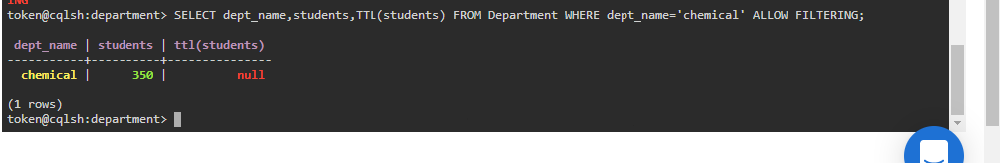 ING
token@cqlsh:department> SELECT dept_name,students,TTL(students) FROM Department WHERE dept_name='chemical' ALLOW FILTERING;
dept_name | students | ttl(students)
-----------+----------+---------------
chemical | 350 | null
(1 rows)
token@cqlsh:department>